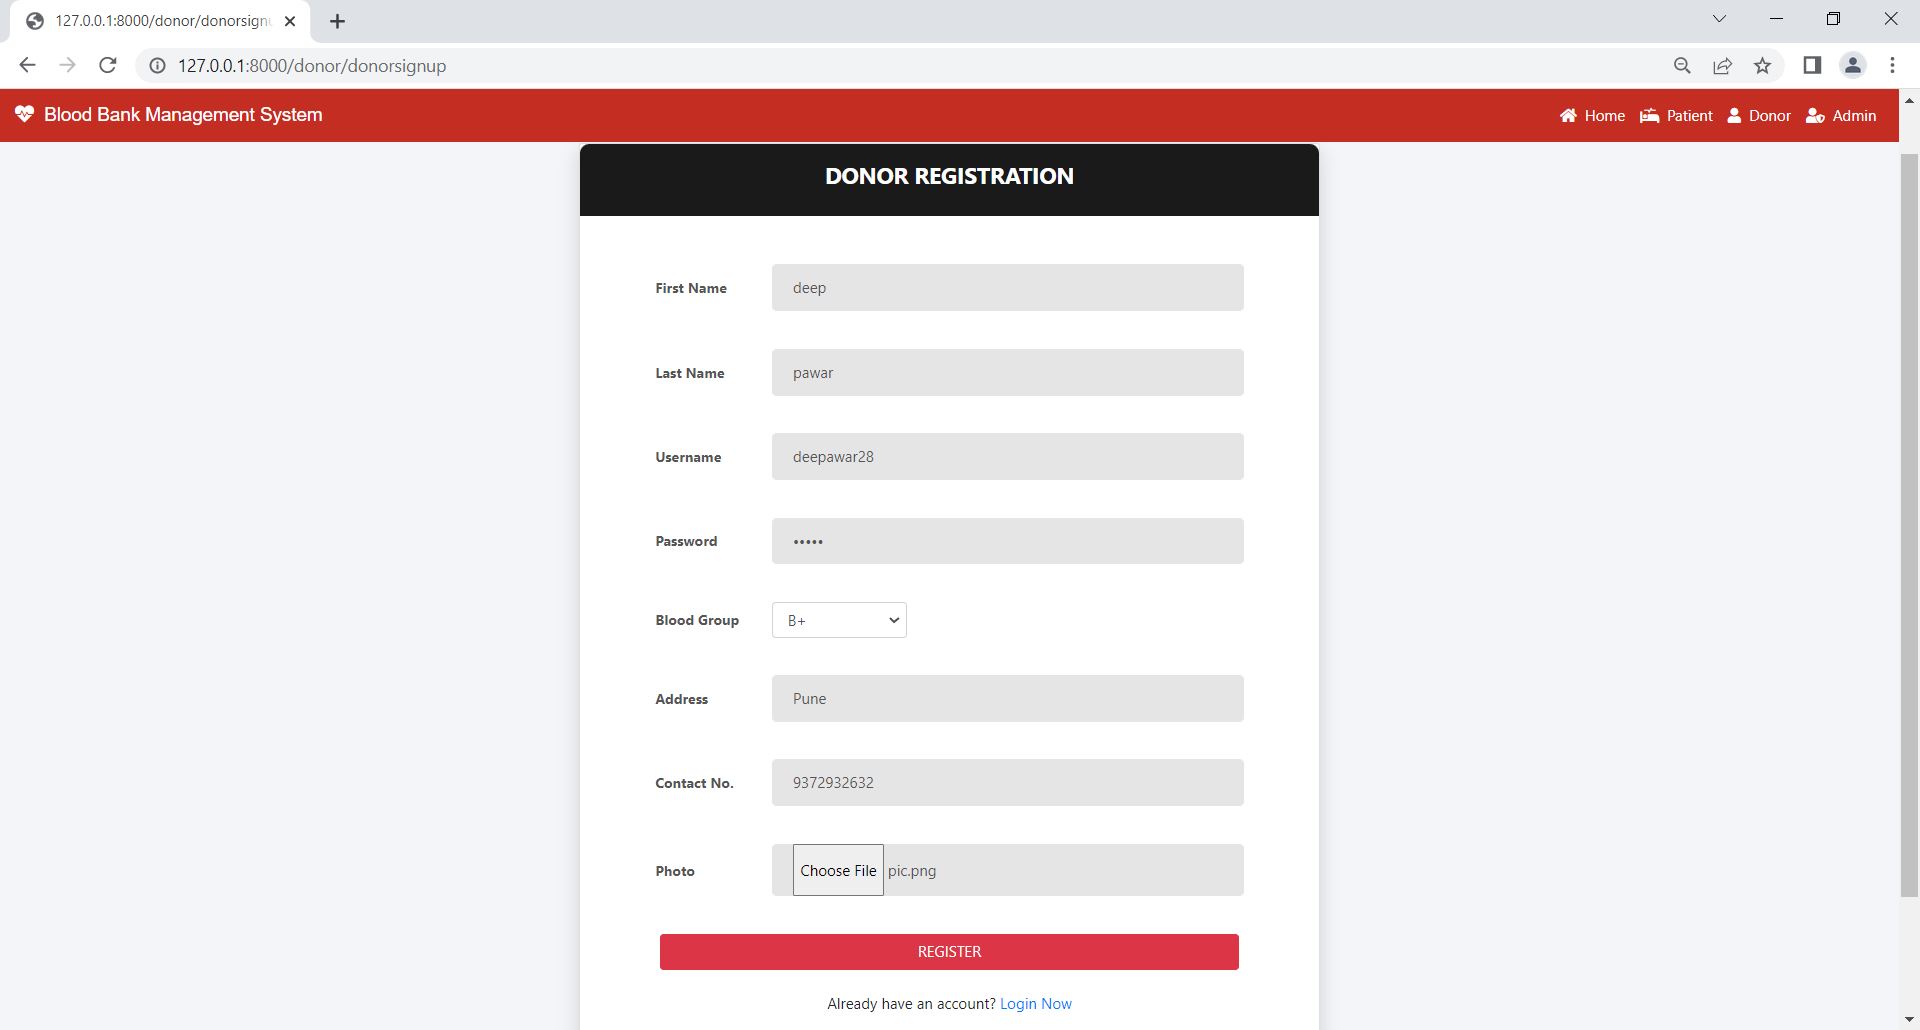 127.0.0.1:8000/donor/donorsign
127.0.0.1:8000/donor/donorsignup
Blood Bank Management System
Home Patient Donor Admin
DONOR REGISTRATION
First Name deep
Last Name pawar
Username deepawar28
Password •••••
Blood Group B+
Address Pune
Contact No. 9372932632
Photo Choose File pic.png
REGISTER
Already have an account? Login Now